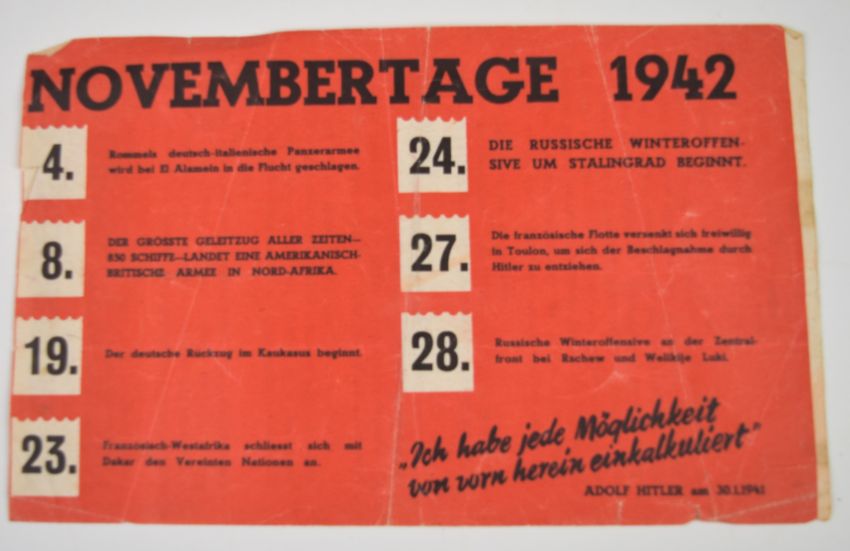 NOVEMBERTAGE 1942
4.
Rommels deutsch-italienische Panzerarmee
wird bei El Alamein in die Flucht geschlagen.
8.
DER GRÖSSTE GELEITZUG ALLER ZEITEN—
850 SCHIFFE—LANDET EINE AMERIKANISCH-
BRITISCHE ARMEE IN NORD-AFRIKA.
19.
Der deutsche Rückzug im Kaukasus beginnt.
23.
Französisch-Westafrika schliesst sich mit
Dakar den Vereinten Nationen an.
24.
DIE RUSSISCHE WINTEROFFEN-
SIVE UM STALINGRAD BEGINNT.
27.
Die französische Flotte versenkt sich freiwillig
in Toulon, um sich der Beschlagnahme durch
Hitler zu entziehen.
28.
Russische Winteroffensive an der Zentral-
front bei Rschew und Welikije Luki.
„Ich habe jede Möglichkeit
von vorn herein einkalkuliert"
ADOLF HITLER am 30.1.1941